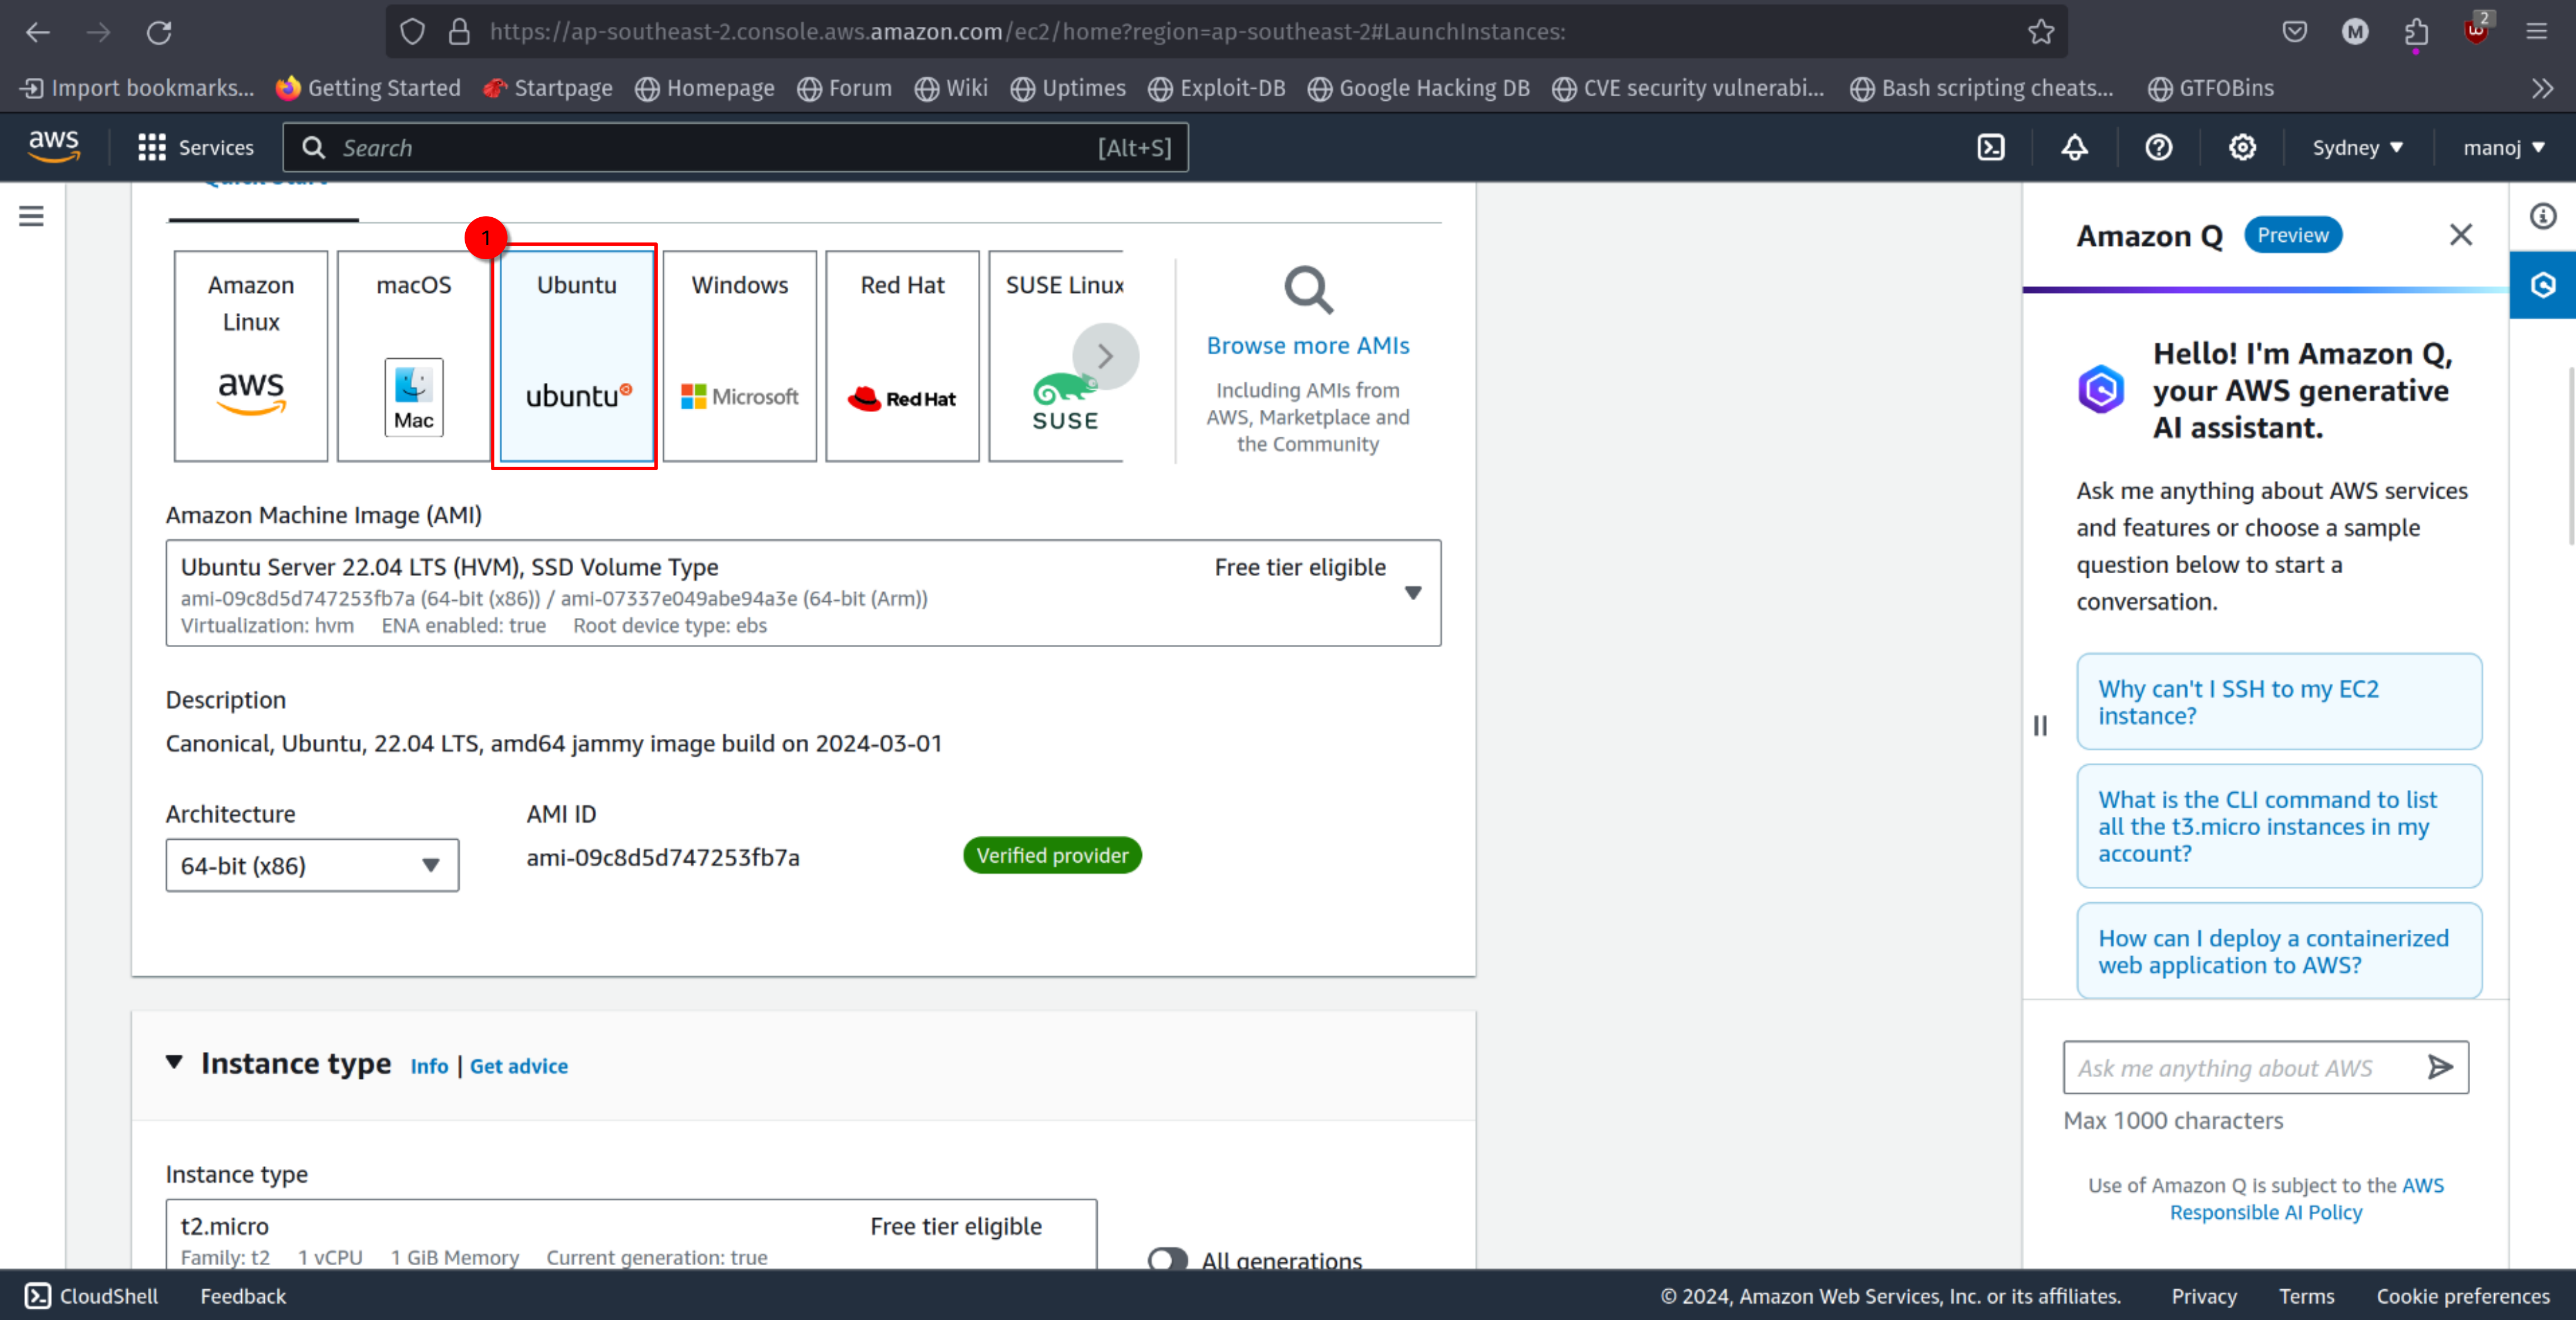 https://ap-southeast-2.console.aws.amazon.com/ec2/home?region=ap-southeast-2#LaunchInstances:
M
2
Import bookmarks...
Getting Started
Startpage
Homepage
Forum
Wiki
Uptimes
Exploit-DB
Google Hacking DB
CVE security vulnerabi...
Bash scripting cheats...
GTFOBins
aws
Services
Search
[Alt+S]
Sydney
manoj
Quick Start
1
Amazon
Linux
aws
macOS
Mac
Ubuntu
ubuntu
Windows
Microsoft
Red Hat
Red Hat
SUSE Linux
SUSE
Browse more AMIs
Including AMIs from
AWS, Marketplace and
the Community
Amazon Machine Image (AMI)
Ubuntu Server 22.04 LTS (HVM), SSD Volume Type
Free tier eligible
ami-09c8d5d747253fb7a (64-bit (x86)) / ami-07337e049abe94a3e (64-bit (Arm))
Virtualization: hvm ENA enabled: true Root device type: ebs
Description
Canonical, Ubuntu, 22.04 LTS, amd64 jammy image build on 2024-03-01
Architecture
64-bit (x86)
AMI ID
ami-09c8d5d747253fb7a
Verified provider
Instance type
Info | Get advice
Instance type
t2.micro
Free tier eligible
Family: t2 1 vCPU 1 GiB Memory Current generation: true
All generations
Amazon Q
Preview
Hello! I'm Amazon Q,
your AWS generative
AI assistant.
Ask me anything about AWS services
and features or choose a sample
question below to start a
conversation.
Why can't I SSH to my EC2
instance?
What is the CLI command to list
all the t3.micro instances in my
account?
How can I deploy a containerized
web application to AWS?
Ask me anything about AWS
Max 1000 characters
Use of Amazon Q is subject to the AWS
Responsible AI Policy
CloudShell
Feedback
© 2024, Amazon Web Services, Inc. or its affiliates.
Privacy
Terms
Cookie preferences